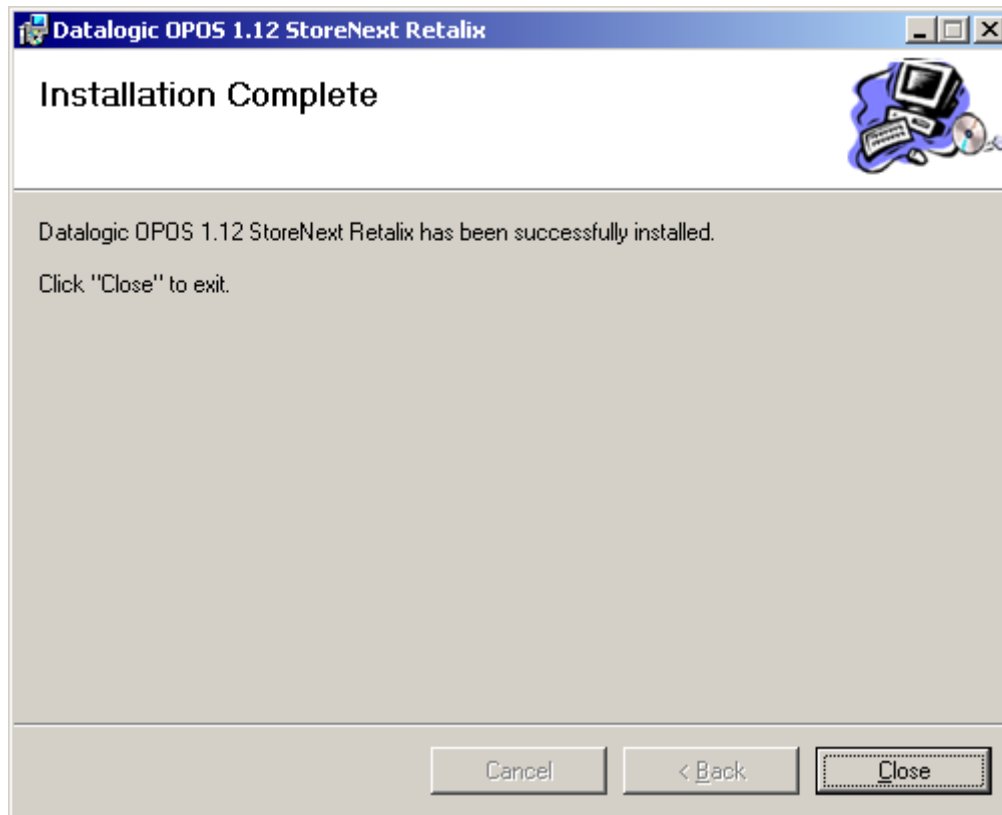 Datalogic OPOS 1.12 StoreNext Retalix
Installation Complete
Datalogic OPOS 1.12 StoreNext Retalix has been successfully installed.
Click "Close" to exit.
Cancel
< Back
Close